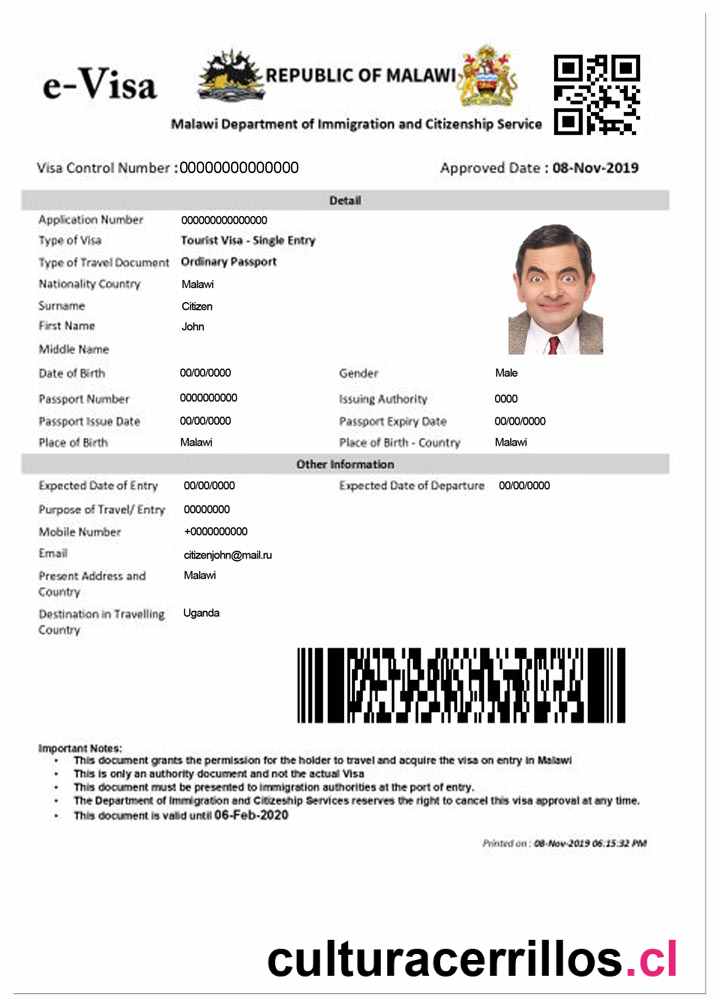 e-Visa
REPUBLIC OF MALAWI
Malawi Department of Immigration and Citizenship Service
Visa Control Number : 00000000000000 Approved Date : 08-Nov-2019
Detail
Application Number 000000000000000
Type of Visa Tourist Visa - Single Entry
Type of Travel Document Ordinary Passport
Nationality Country Malawi
Surname Citizen
First Name John
Middle Name
Date of Birth 00/00/0000 Gender Male
Passport Number 0000000000 Issuing Authority 0000
Passport Issue Date 00/00/0000 Passport Expiry Date 00/00/0000
Place of Birth Malawi Place of Birth - Country Malawi
Other Information
Expected Date of Entry 00/00/0000 Expected Date of Departure 00/00/0000
Purpose of Travel/ Entry 00000000
Mobile Number +0000000000
Email citizenjohn@mail.ru
Present Address and Malawi
Country
Destination in Travelling Uganda
Country
Important Notes:
• This document grants the permission for the holder to travel and acquire the visa on entry in Malawi
• This is only an authority document and not the actual Visa
• This document must be presented to immigration authorities at the port of entry.
• The Department of Immigration and Citizeship Services reserves the right to cancel this visa approval at any time.
• This document is valid until 06-Feb-2020
Printed on : 08-Nov-2019 06:15:32 PM
culturacerrillos.cl